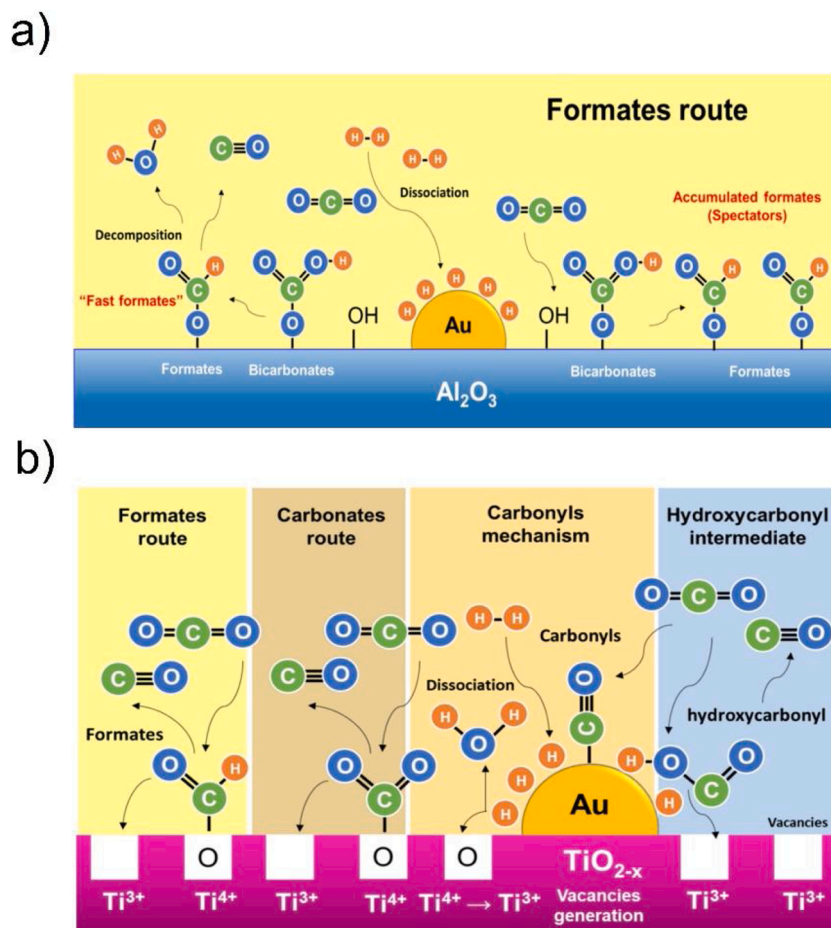 a)
Formates route
H H O
C≡O
H-H
H-H
Dissociation
O=C=O
O=C=O
Accumulated formates
(Spectators)
Decomposition
"Fast formates"
O H C O
O O H C O
OH
H H H H H
Au
OH
O O H C O
O H C O
O H C O
Formates
Bicarbonates
Bicarbonates
Formates
Al2O3
b)
Formates
route
Carbonates
route
Carbonyls
mechanism
Hydroxycarbonyl
intermediate
O=C=O
O=C=O
H-H
O=C=O
C≡O
C≡O
Carbonyls
C≡O
Dissociation
O
C
H H O
hydroxycarbonyl
Formates
O H C
O O C
H H H
H O C O H
Au
Vacancies
O
O
O
TiO2-x
Ti3+
Ti4+
Ti3+
Ti4+
Ti4+ → Ti3+
Vacancies
generation
Ti3+
Ti3+